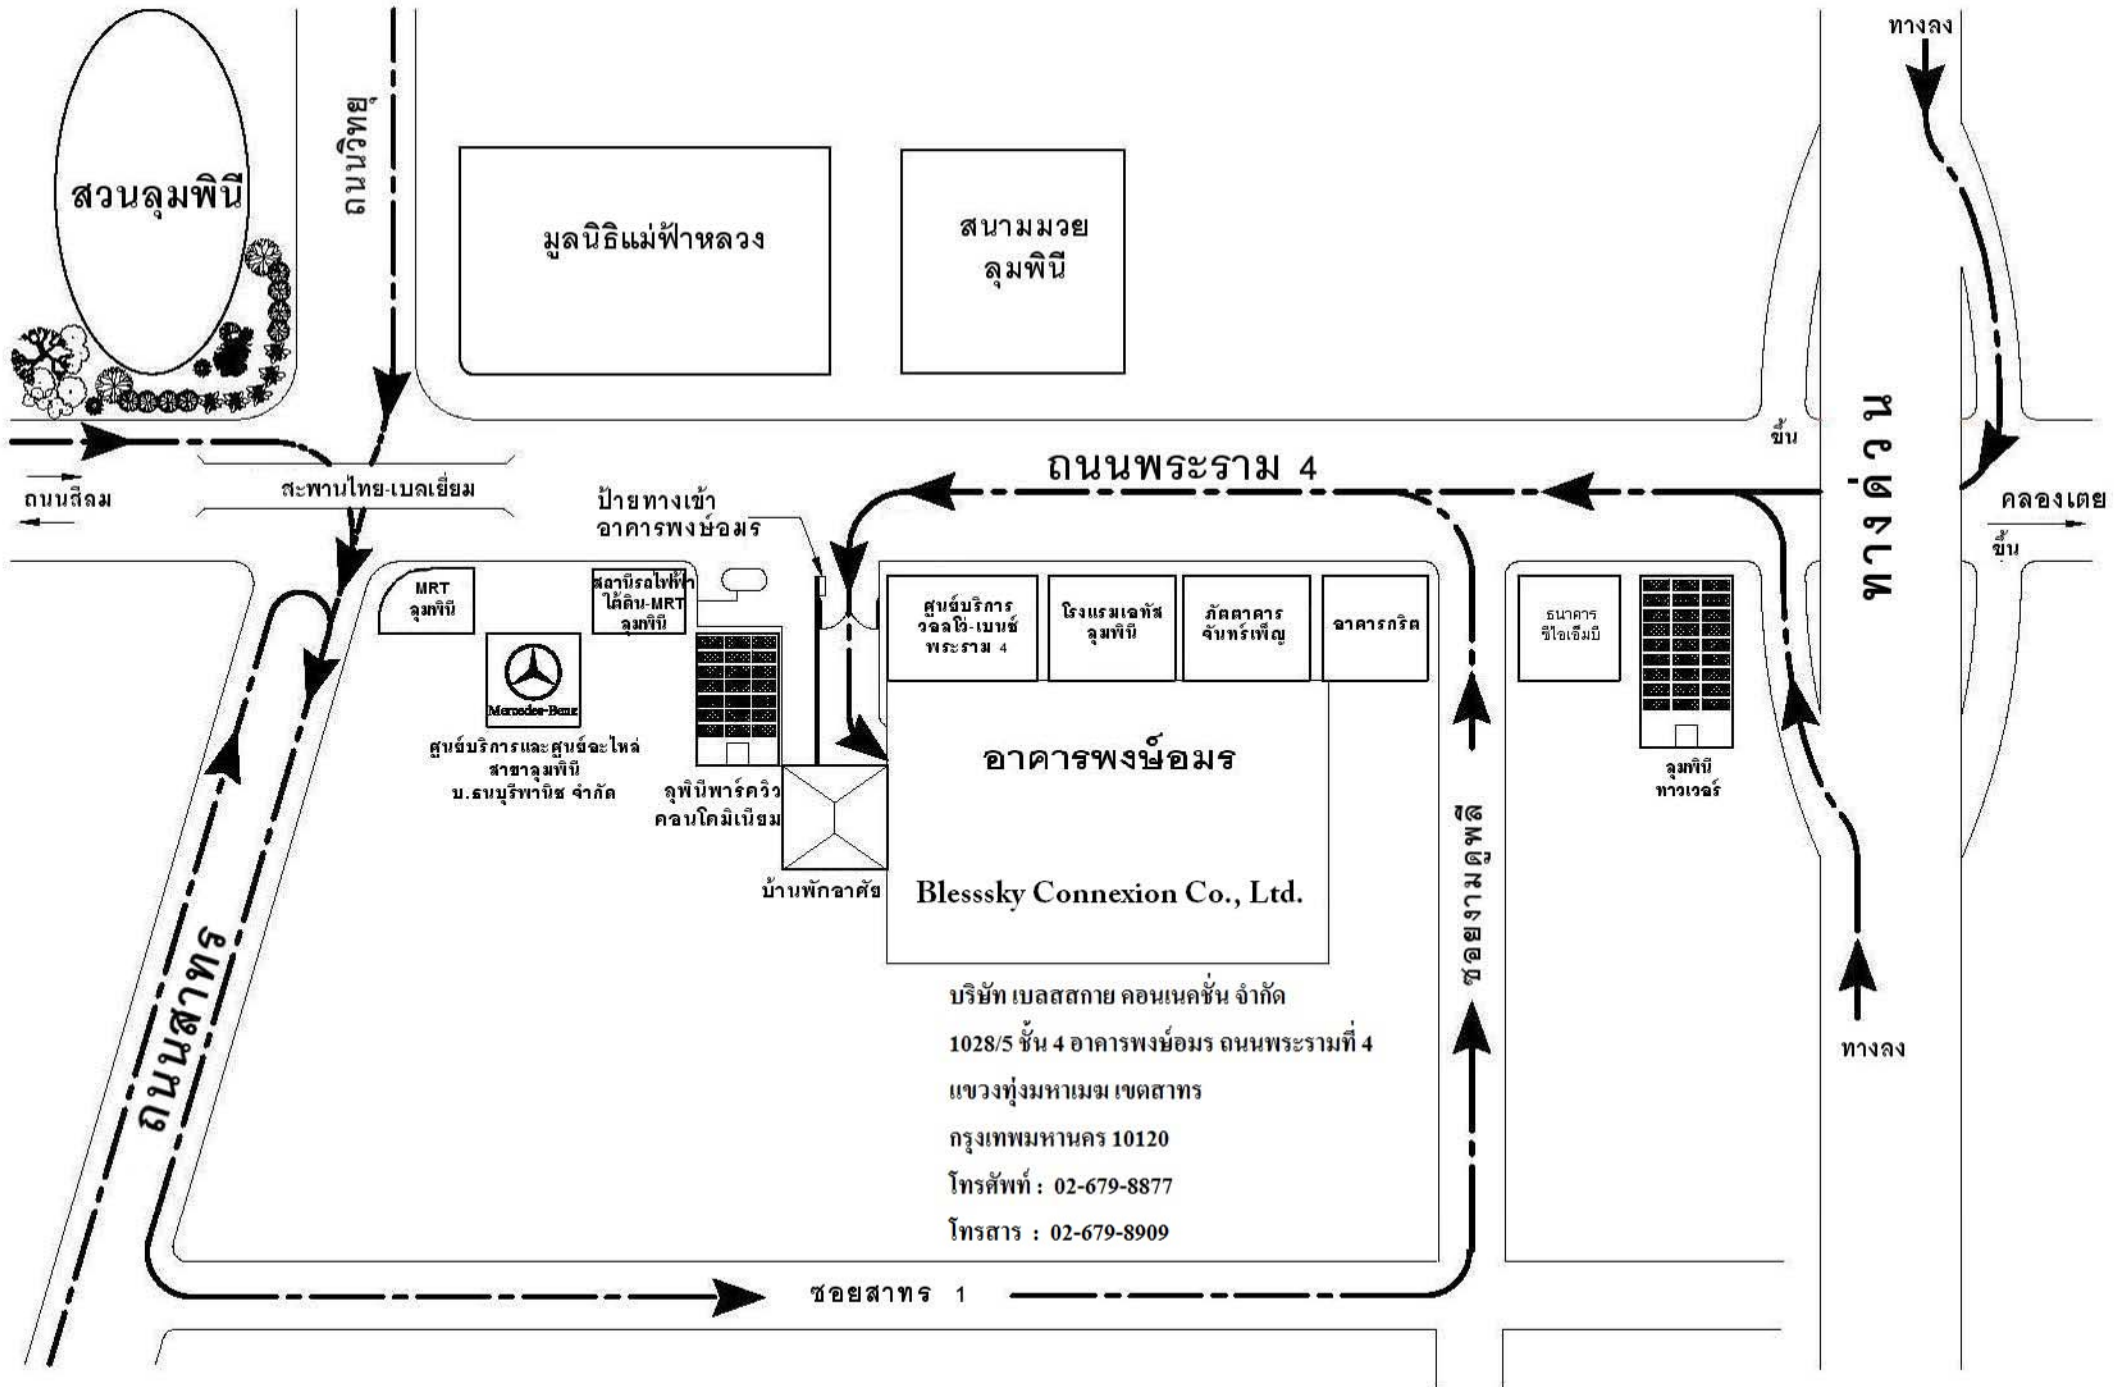 ทางลง
ถนนวิทยุ
สวนลุมพินี
มูลนิธิแม่ฟ้าหลวง
สนามมวย
ลุมพินี
ทางด่วน
ขึ้น
ถนนพระราม 4
ถนนสีลม
สะพานไทย-เบลเยี่ยม
ป้ายทางเข้า
อาคารพงษ์อมร
คลองเตย
ขึ้น
MRT
ลุมพินี
สถานีรถไฟฟ้า
ใต้ดิน-MRT
ลุมพินี
ศูนย์บริการ
วอลโว่-เบนซ์
พระราม 4
โรงแรมเอทัส
ลุมพินี
ภัตตาคาร
จันทร์เพ็ญ
อาคารกริต
ธนาคาร
ซีไอเอ็มบี
Mercedes-Benz
ศูนย์บริการและศูนย์อะไหล่
สาขาลุมพินี
บ.ธนบุรีพานิช จำกัด
ลุพินีพาร์ควิว
คอนโดมิเนียม
อาคารพงษ์อมร
ลุมพินี
ทาวเวอร์
บ้านพักอาศัย
Blesssky Connexion Co., Ltd.
ซอยงามดูพลี
ถนนสาทร
บริษัท เบลสสกาย คอนเนคชั่น จำกัด
1028/5 ชั้น 4 อาคารพงษ์อมร ถนนพระรามที่ 4
แขวงทุ่งมหาเมฆ เขตสาทร
กรุงเทพมหานคร 10120
โทรศัพท์ : 02-679-8877
โทรสาร : 02-679-8909
ทางลง
ซอยสาทร 1